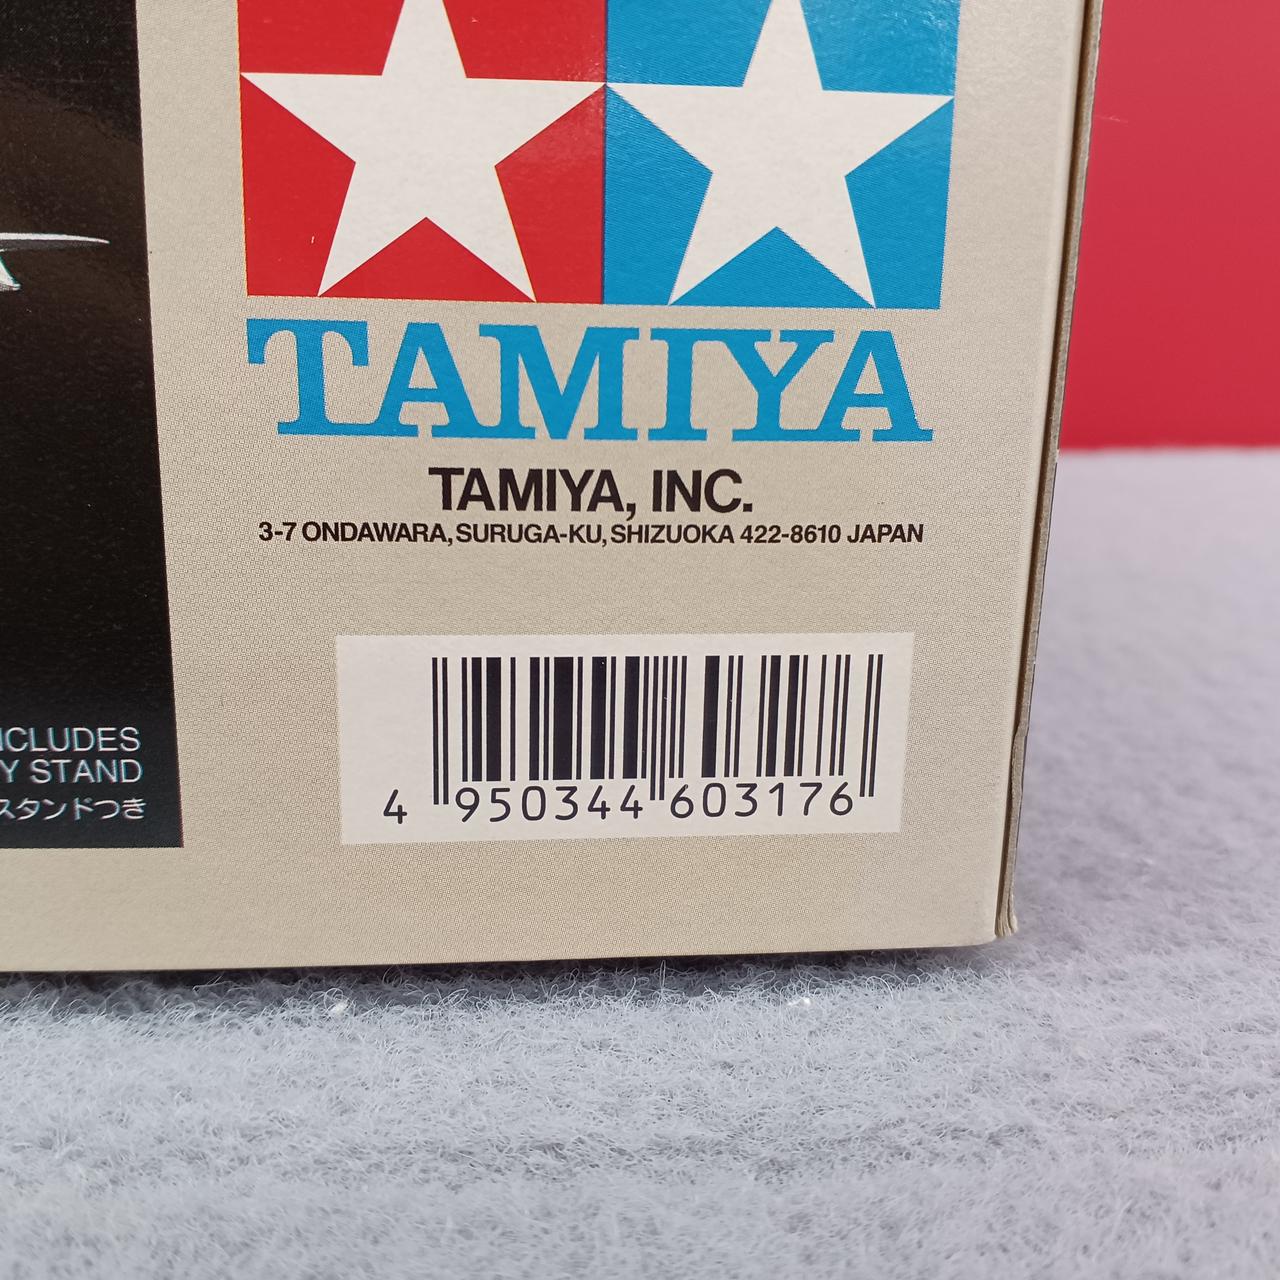 TAMIYA
TAMIYA, INC.
3-7 ONDAWARA, SURUGA-KU, SHIZUOKA 422-8610 JAPAN
4 950344 603176
STAND
スタンドつき